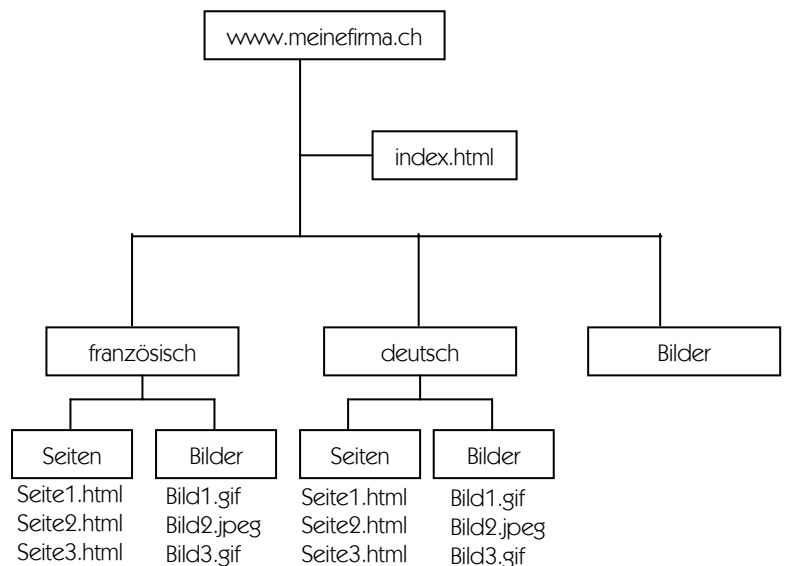 www.meinefirma.ch
index.html
französisch
deutsch
Bilder
Seiten
Bilder
Seiten
Bilder
Seite1.html
Seite2.html
Seite3.html
Bild1.gif
Bild2.jpeg
Bild3.gif
Seite1.html
Seite2.html
Seite3.html
Bild1.gif
Bild2.jpeg
Bild3.gif